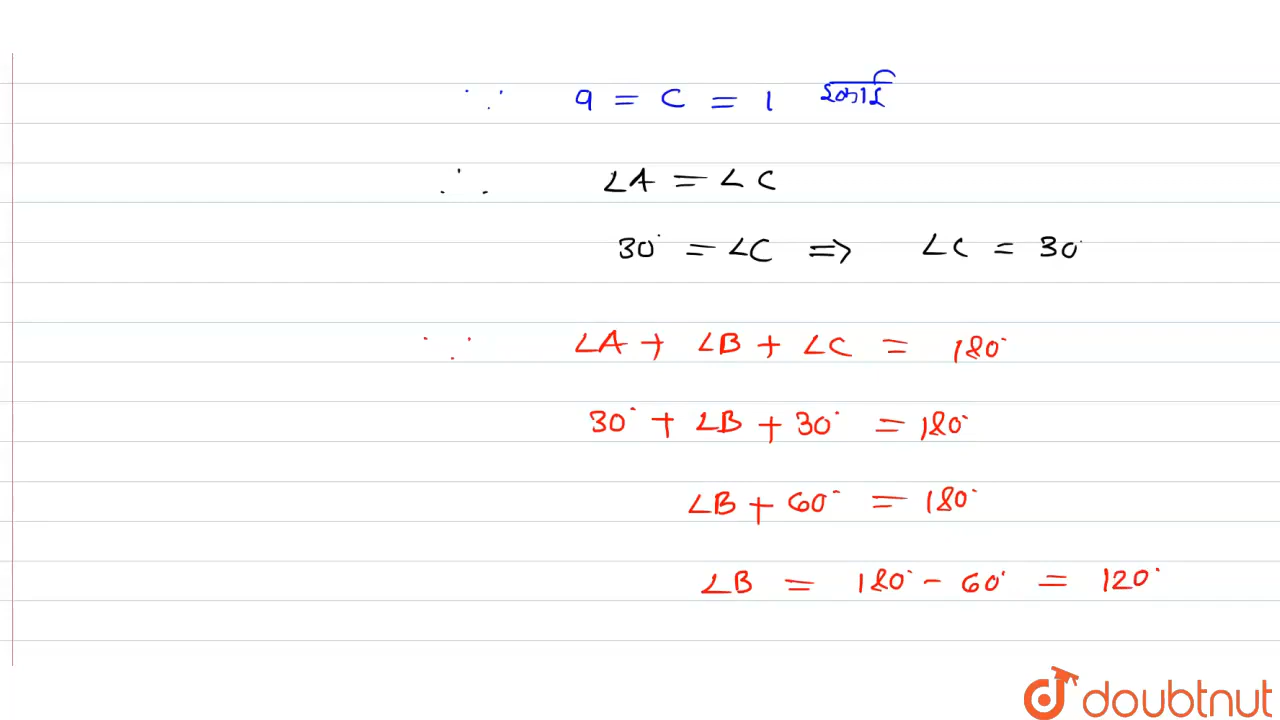 ∵ a = c = 1 इकाई
∴ ∠A = ∠C
30° = ∠C ⇒ ∠C = 30°
∵ ∠A + ∠B + ∠C = 180°
30° + ∠B + 30° = 180°
∠B + 60° = 180°
∠B = 180° - 60° = 120°
doubtnut